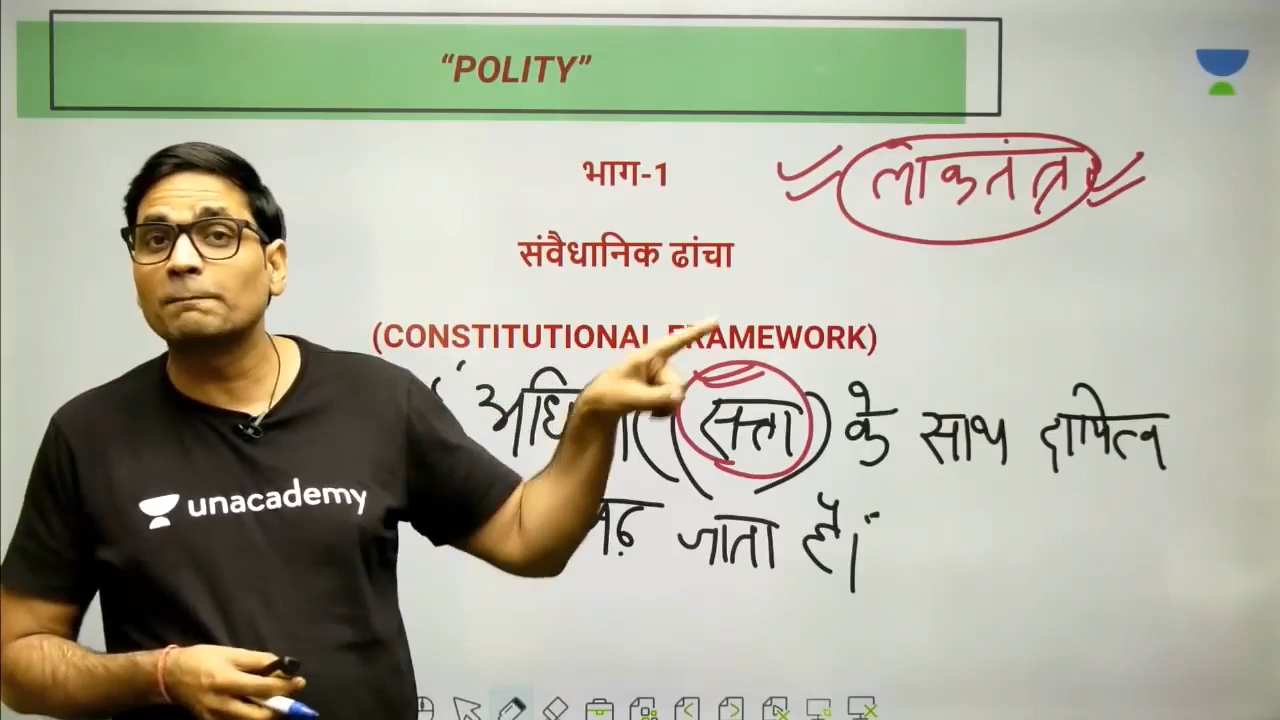 “POLITY”
भाग-1
लोकतंत्र
संवैधानिक ढांचा
(CONSTITUTIONAL FRAMEWORK)
(सत्ता) के साथ दायित्व
जाता है।
unacademy